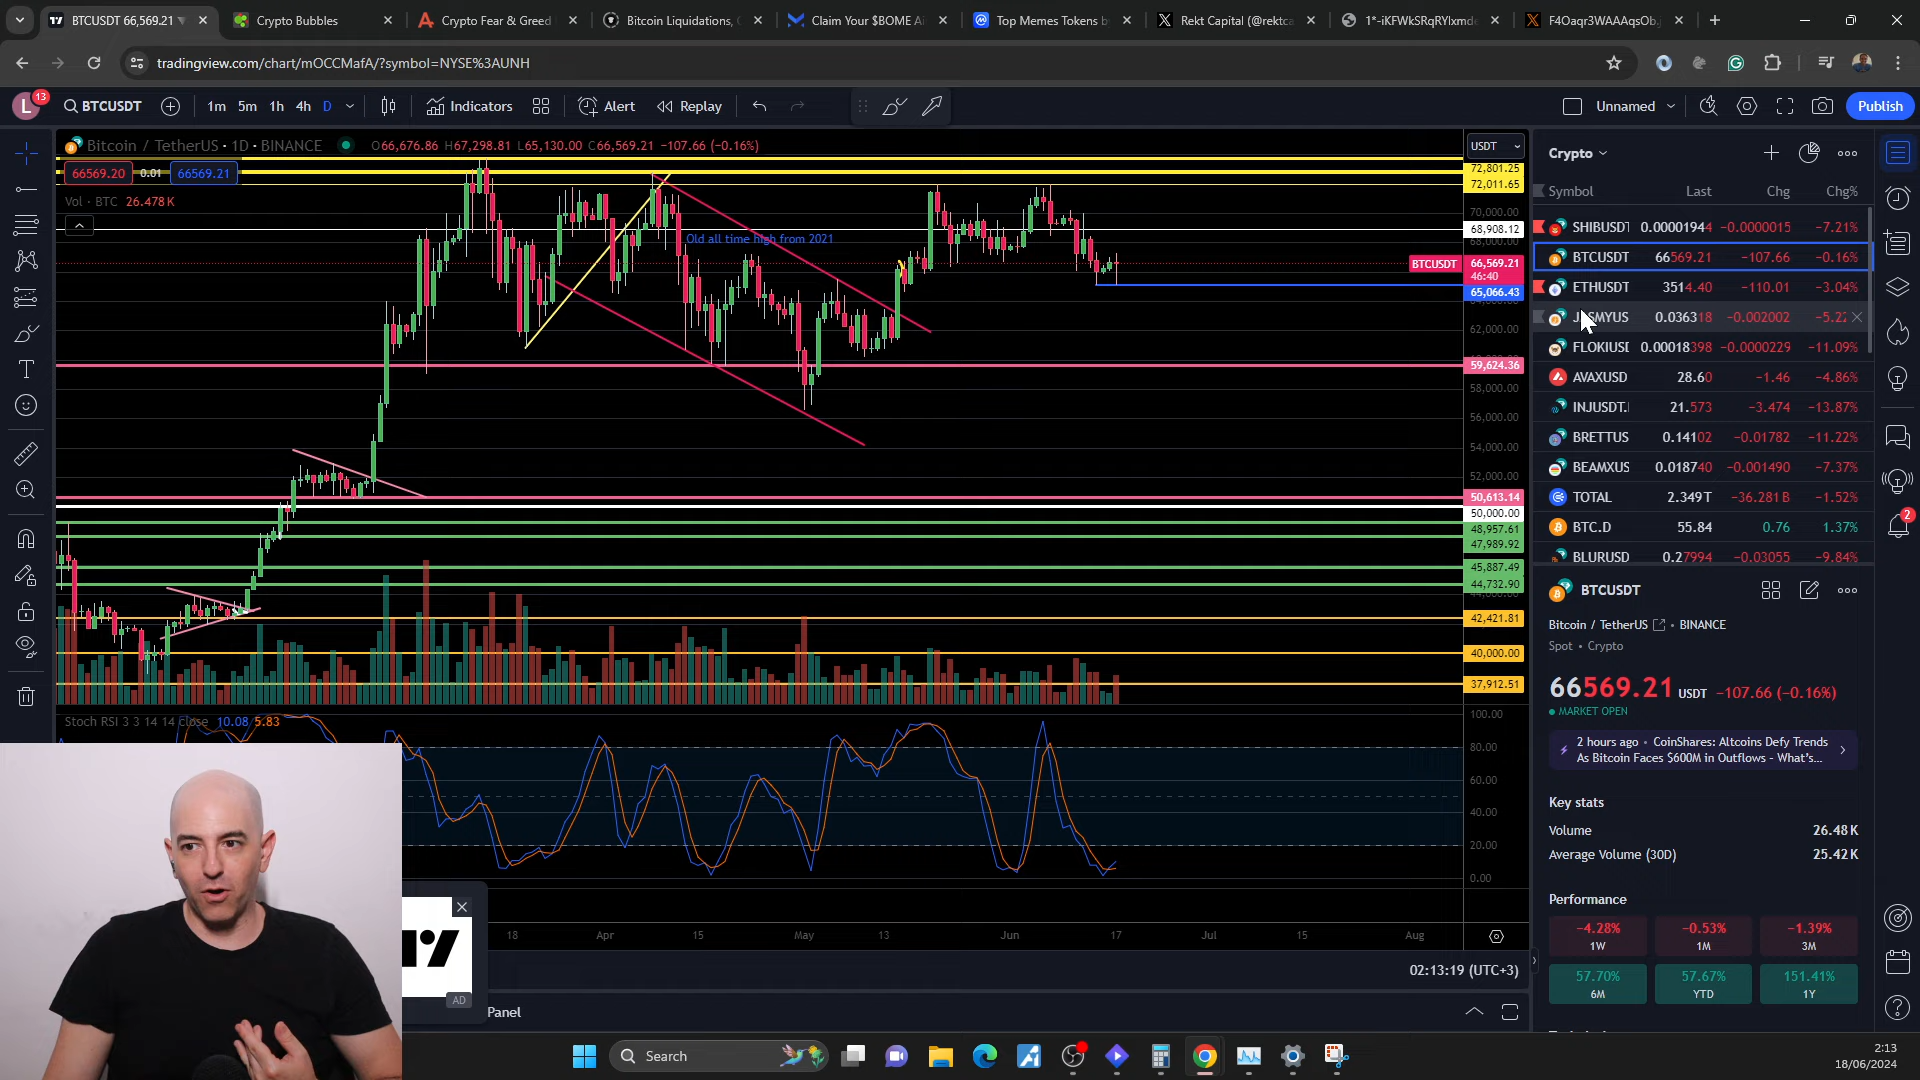 BTCUSDT 66,569.21
Crypto Bubbles
Crypto Fear & Greed
Bitcoin Liquidations,
Claim Your $BOME Ai
Top Memes Tokens b
Rekt Capital (@rektca
1*-iKFWkSRqRYlxmd
F4Oaqr3WAAAqsOb.
tradingview.com/chart/mOCCMafA/?symbol=NYSE%3AUNH
L 13 BTCUSDT 1m 5m 1h 4h D Indicators Alert Replay Unnamed Publish
Bitcoin / TetherUS · 1D · BINANCE O66,676.86 H67,298.81 L65,130.00 C66,569.21 −107.66 (−0.16%)
66569.20 0.01 66569.21
Vol · BTC 26.478 K
Old all time high from 2021
USDT
72,801.25
72,011.65
70,000.00
68,908.12
68,000.00
BTCUSDT 66,569.21
46:40
65,066.43
62,000.00
59,624.36
58,000.00
56,000.00
54,000.00
52,000.00
50,613.14
50,000.00
48,957.61
47,989.92
45,887.49
44,732.90
42,421.81
40,000.00
37,912.51
Stoch RSI 3 3 14 14 close 10.08 5.83
100.00
80.00
60.00
40.00
20.00
0.00
18 Apr 15 May 13 Jun 17 Jul 15 Aug
02:13:19 (UTC+3)
AD
Panel
Crypto
Symbol Last Chg Chg%
SHIBUSDT 0.00001944 −0.0000015 −7.21%
BTCUSDT 66569.21 −107.66 −0.16%
ETHUSDT 3514.40 −110.01 −3.04%
0.036318 −0.002002 −5.22
FLOKIUSD 0.00018398 −0.0000229 −11.09%
AVAXUSD 28.60 −1.46 −4.86%
INJUSDT. 21.573 −3.474 −13.87%
BRETTUS 0.14102 −0.01782 −11.22%
BEAMXUS 0.018740 −0.001490 −7.37%
TOTAL 2.349T −36.281B −1.52%
BTC.D 55.84 0.76 1.37%
BLURUSD 0.27994 −0.03055 −9.84%
2
BTCUSDT
Bitcoin / TetherUS • BINANCE
Spot • Crypto
66569.21 USDT −107.66 (−0.16%)
MARKET OPEN
2 hours ago • CoinShares: Altcoins Defy Trends
As Bitcoin Faces $600M in Outflows - What's...
Key stats
Volume 26.48 K
Average Volume (30D) 25.42 K
Performance
−4.28% −0.53% −1.39%
1W 1M 3M
57.70% 57.67% 151.41%
6M YTD 1Y
Search
2:13
18/06/2024